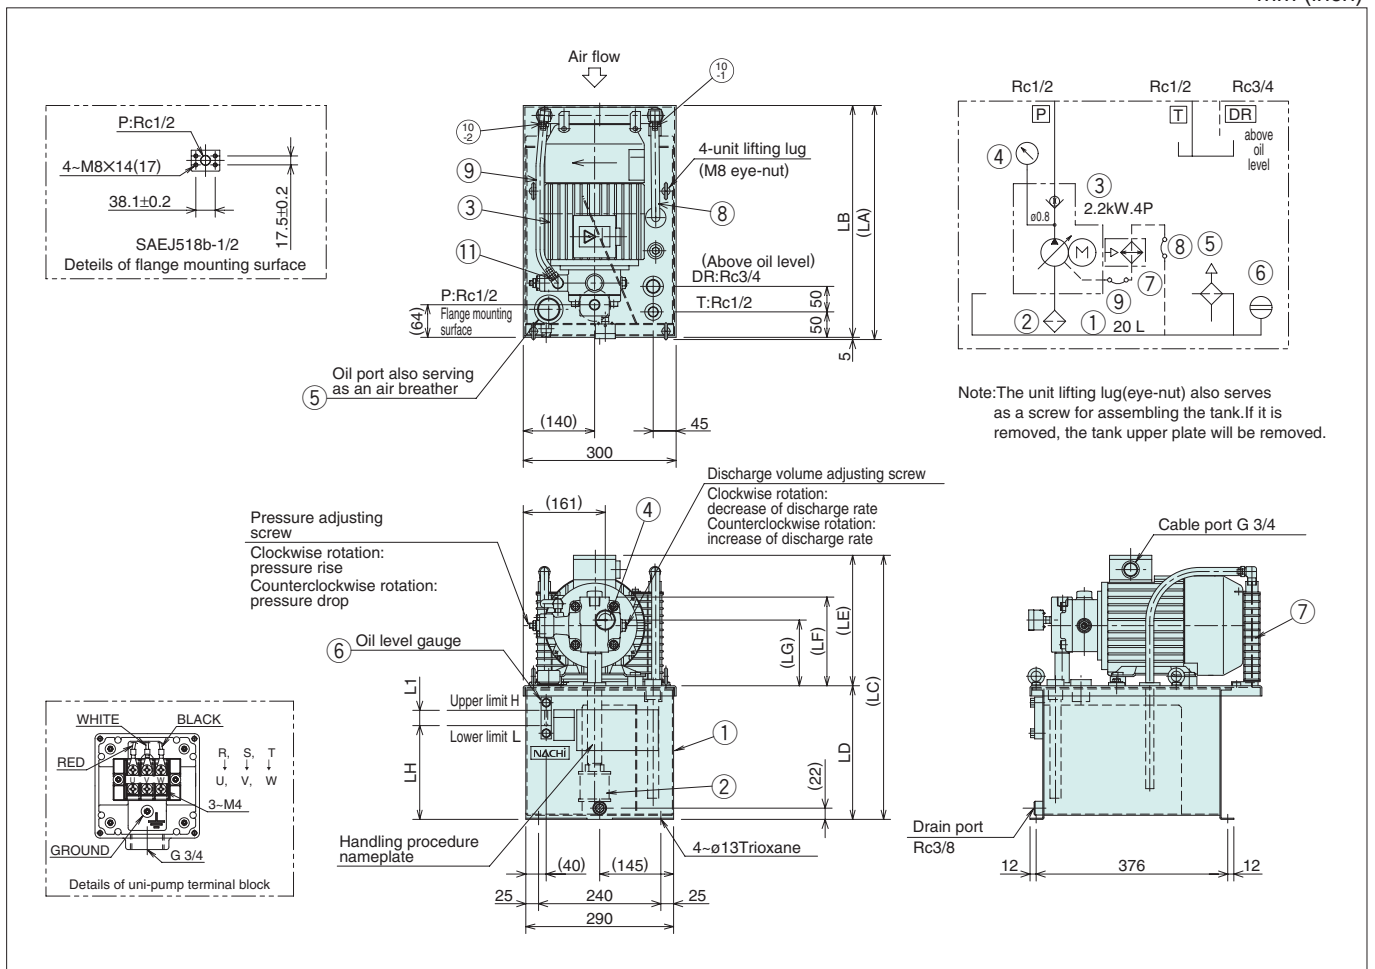 mm (inch)
Air flow
P:Rc1/2
4~M8×14(17)
38.1±0.2
17.5±0.2
SAEJ518b-1/2
Deteils of flange mounting surface
10
-1
10
-2
9
3
11
4-unit lifting lug
(M8 eye-nut)
8
(Above oil level)
DR:Rc3/4
T:Rc1/2
P:Rc1/2
Flange mounting
surface
(64)
50
50
5
LB
(LA)
Oil port also serving
as an air breather
5
(140)
45
300
Rc1/2
Rc1/2
Rc3/4
P
T
DR
above
oil
level
4
3
2.2kW.4P
ø0.8
M
8
5
6
7
9
2
1
20 L
Note:The unit lifting lug(eye-nut) also serves
as a screw for assembling the tank.If it is
removed, the tank upper plate will be removed.
Discharge volume adjusting screw
Clockwise rotation:
decrease of discharge rate
Counterclockwise rotation:
increase of discharge rate
(161)
4
Pressure adjusting
screw
Clockwise rotation:
pressure rise
Counterclockwise rotation:
pressure drop
6
Oil level gauge
Upper limit H
Lower limit L
L1
LH
NACHi
(LG)
(LF)
(LE)
(LC)
LD
(22)
1
2
Handling procedure
nameplate
4~ø13Trioxane
(40)
(145)
25
240
25
290
Cable port G 3/4
7
Drain port
Rc3/8
12
376
12
WHITE
BLACK
RED
R, S, T
U, V, W
U V W
3~M4
GROUND
G 3/4
Details of uni-pump terminal block